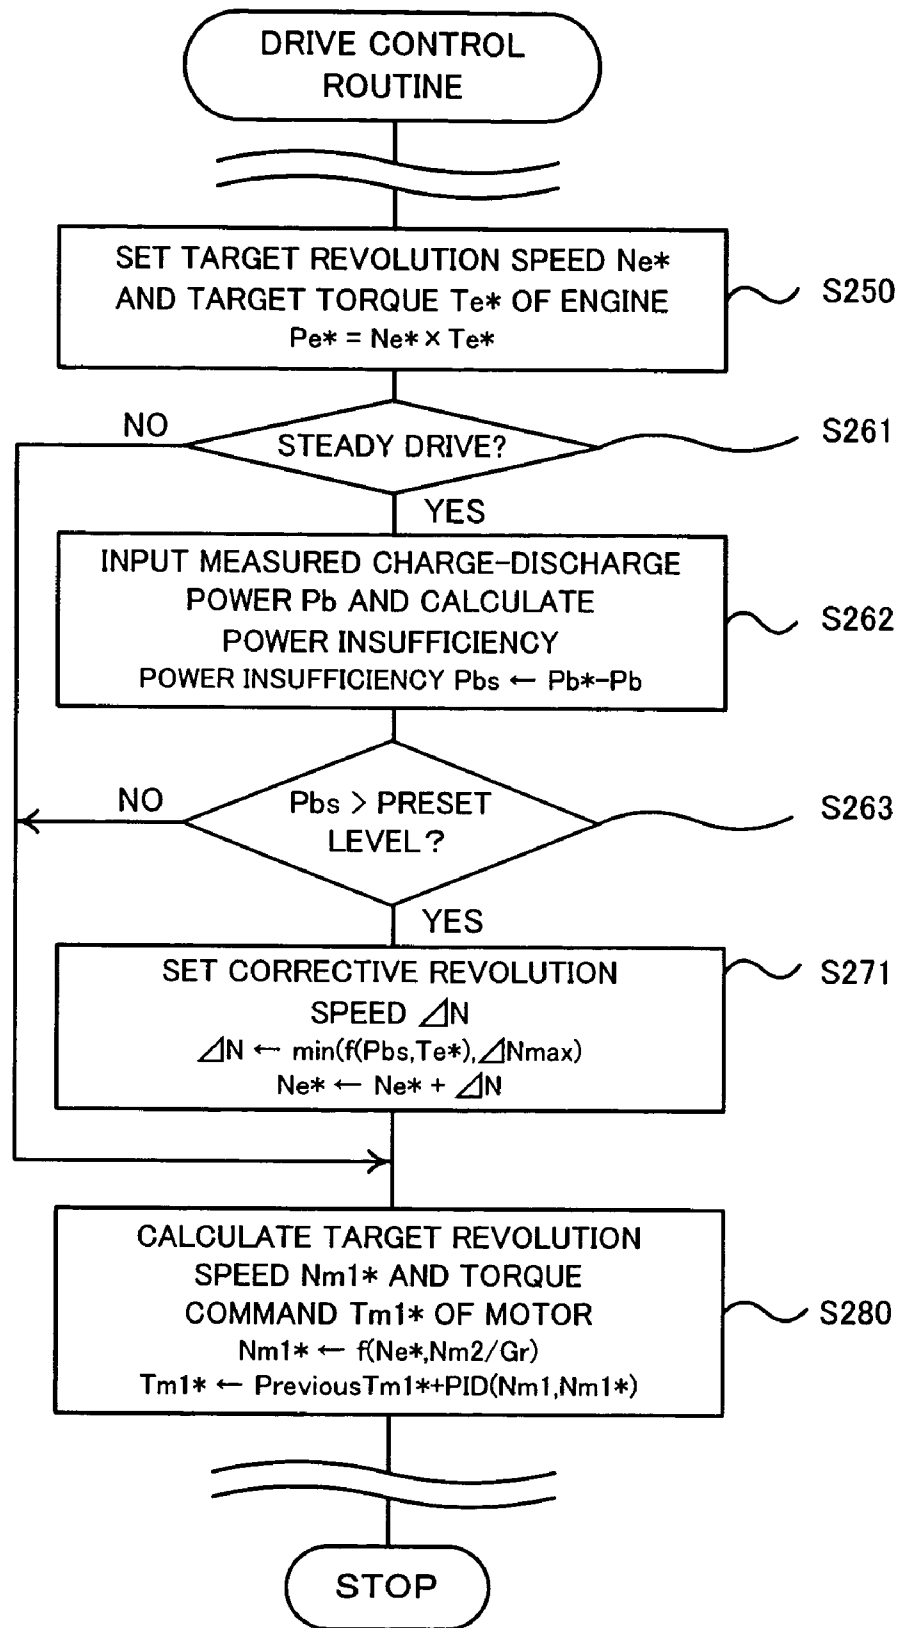 DRIVE CONTROL
ROUTINE
SET TARGET REVOLUTION SPEED Ne*
AND TARGET TORQUE Te* OF ENGINE
Pe* = Ne* × Te*
S250
NO
STEADY DRIVE?
S261
YES
INPUT MEASURED CHARGE-DISCHARGE
POWER Pb AND CALCULATE
POWER INSUFFICIENCY
POWER INSUFFICIENCY Pbs ← Pb*-Pb
S262
NO
Pbs > PRESET
LEVEL?
S263
YES
SET CORRECTIVE REVOLUTION
SPEED ⊿N
⊿N ← min(f(Pbs,Te*),⊿Nmax)
Ne* ← Ne* + ⊿N
S271
CALCULATE TARGET REVOLUTION
SPEED Nm1* AND TORQUE
COMMAND Tm1* OF MOTOR
Nm1* ← f(Ne*,Nm2/Gr)
Tm1* ← PreviousTm1*+PID(Nm1,Nm1*)
S280
STOP